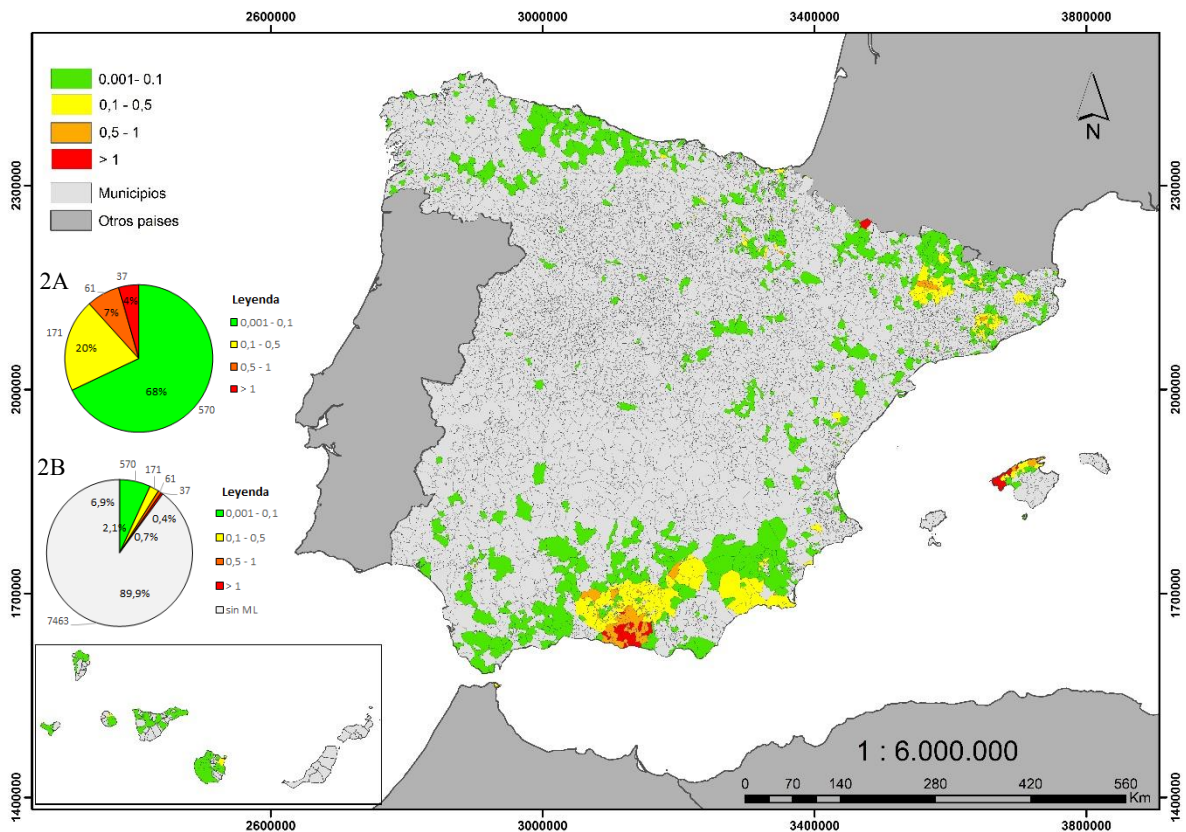 2600000 3000000 3400000 3800000
0.001- 0.1
0,1 - 0,5
0,5 - 1
> 1
Municípios
Otros paises
N
2300000
2300000
2A
37
61
4%
7%
171
20%
68%
570
Leyenda
0,001 - 0,1
0,1 - 0,5
0,5 - 1
> 1
2000000
2000000
2B
570
171
61
37
6,9%
2,1%
0,4%
0,7%
89,9%
7463
Leyenda
0,001 - 0,1
0,1 - 0,5
0,5 - 1
> 1
sin ML
1700000
1700000
1 : 6.000.000
0 70 140 280 420 560
Km
1400000
1400000
2600000 3000000 3400000 3800000